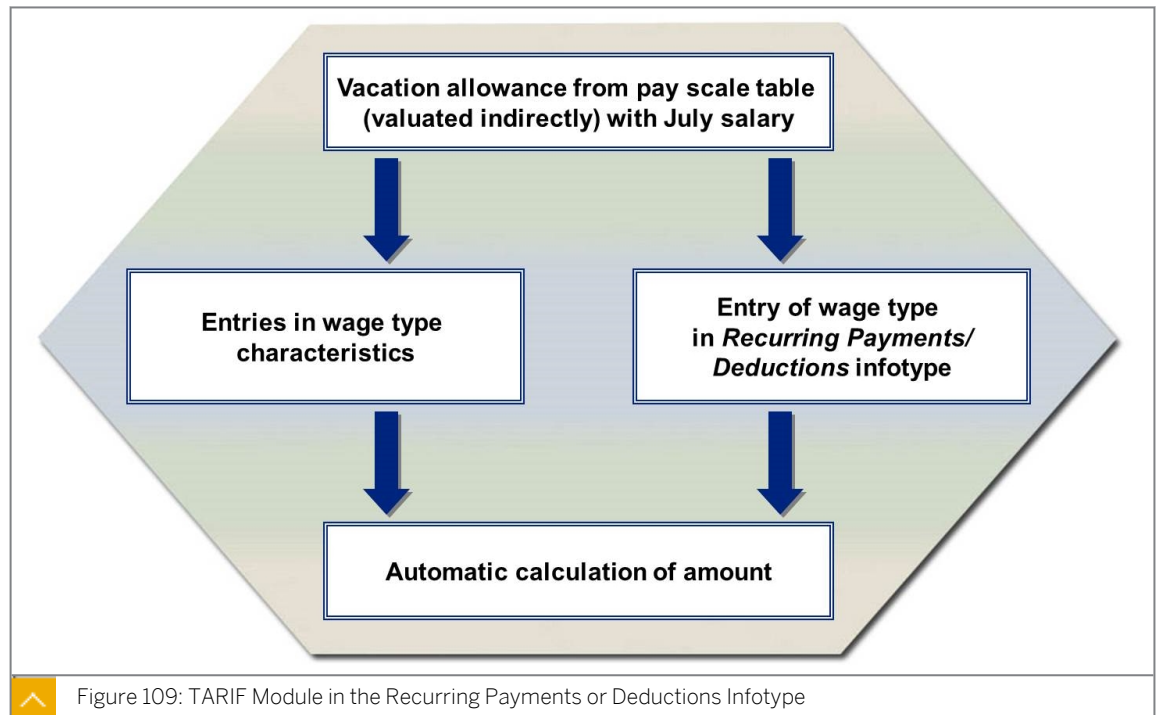 Vacation allowance from pay scale table
(valuated indirectly) with July salary
Entries in wage type
characteristics
Entry of wage type
in Recurring Payments/
Deductions infotype
Automatic calculation of amount
Figure 109: TARIF Module in the Recurring Payments or Deductions Infotype